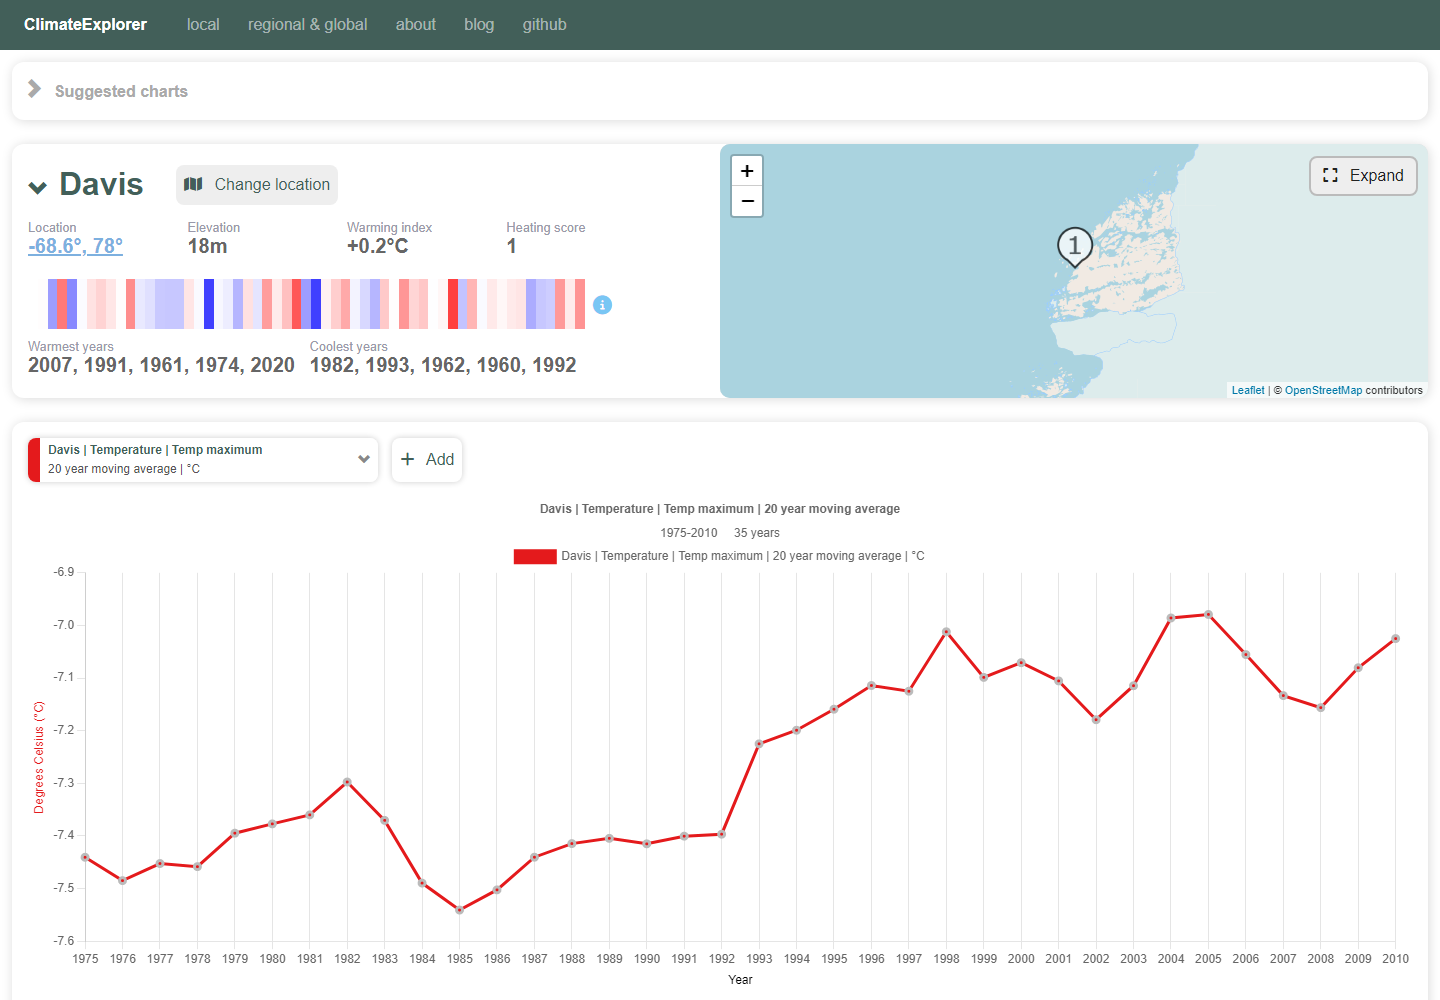 ClimateExplorer local regional & global about blog github
Suggested charts
Davis Change location
Location Elevation Warming index Heating score
-68.6°, 78° 18m +0.2°C 1
Warmest years Coolest years
2007, 1991, 1961, 1974, 2020 1982, 1993, 1962, 1960, 1992
+
−
1
Expand
Leaflet | © OpenStreetMap contributors
Davis | Temperature | Temp maximum
20 year moving average | °C
+ Add
Davis | Temperature | Temp maximum | 20 year moving average
1975-2010 35 years
Davis | Temperature | Temp maximum | 20 year moving average | °C
Degrees Celsius (°C)
-6.9
-7.0
-7.1
-7.2
-7.3
-7.4
-7.5
-7.6
1975 1976 1977 1978 1979 1980 1981 1982 1983 1984 1985 1986 1987 1988 1989 1990 1991 1992 1993 1994 1995 1996 1997 1998 1999 2000 2001 2002 2003 2004 2005 2006 2007 2008 2009 2010
Year